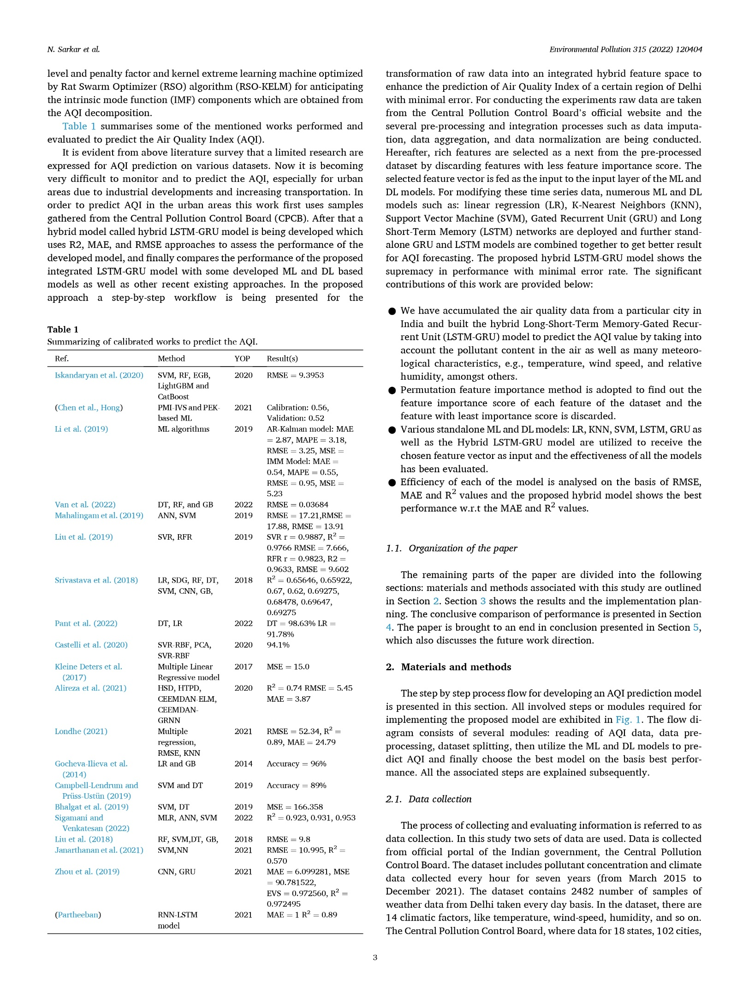 N. Sarkar et al.
Environmental Pollution 315 (2022) 120404
level and penalty factor and kernel extreme learning machine optimized
by Rat Swarm Optimizer (RSO) algorithm (RSO-KELM) for anticipating
the intrinsic mode function (IMF) components which are obtained from
the AQI decomposition.
Table 1 summarises some of the mentioned works performed and
evaluated to predict the Air Quality Index (AQI).
It is evident from above literature survey that a limited research are
expressed for AQI prediction on various datasets. Now it is becoming
very difficult to monitor and to predict the AQI, especially for urban
areas due to industrial developments and increasing transportation. In
order to predict AQI in the urban areas this work first uses samples
gathered from the Central Pollution Control Board (CPCB). After that a
hybrid model called hybrid LSTM-GRU model is being developed which
uses R2, MAE, and RMSE approaches to assess the performance of the
developed model, and finally compares the performance of the proposed
integrated LSTM-GRU model with some developed ML and DL based
models as well as other recent existing approaches. In the proposed
approach a step-by-step workflow is being presented for the
Table 1
Summarizing of calibrated works to predict the AQI.
Ref. Method YOP Result(s)
Iskandaryan et al. (2020) SVM, RF, EGB, 2020 RMSE = 9.3953
LightGBM and
CatBoost
(Chen et al., Hong) PMI-IVS and PEK- 2021 Calibration: 0.56,
based ML Validation: 0.52
Li et al. (2019) ML algorithms 2019 AR-Kalman model: MAE
= 2.87, MAPE = 3.18,
RMSE = 3.25, MSE =
IMM Model: MAE =
0.54, MAPE = 0.55,
RMSE = 0.95, MSE =
5.23
Van et al. (2022) DT, RF, and GB 2022 RMSE = 0.03684
Mahalingam et al. (2019) ANN, SVM 2019 RMSE = 17.21,RMSE =
17.88, RMSE = 13.91
Liu et al. (2019) SVR, RFR 2019 SVR r = 0.9887, R² =
0.9766 RMSE = 7.666,
RFR r = 0.9823, R2 =
0.9633, RMSE = 9.602
Srivastava et al. (2018) LR, SDG, RF, DT, 2018 R² = 0.65646, 0.65922,
SVM, CNN, GB, 0.67, 0.62, 0.69275,
0.68478, 0.69647,
0.69275
Pant et al. (2022) DT, LR 2022 DT = 98.63% LR =
91.78%
Castelli et al. (2020) SVR-RBF, PCA, 2020 94.1%
SVR-RBF
Kleine Deters et al. Multiple Linear 2017 MSE = 15.0
(2017) Regressive model
Alireza et al. (2021) HSD, HTPD, 2020 R² = 0.74 RMSE = 5.45
CEEMDAN-ELM, MAE = 3.87
CEEMDAN-
GRNN
Londhe (2021) Multiple 2021 RMSE = 52.34, R² =
regression, 0.89, MAE = 24.79
RMSE, KNN
Gocheva-Ilieva et al. LR and GB 2014 Accuracy = 96%
(2014)
Campbell-Lendrum and SVM and DT 2019 Accuracy = 89%
Prüss-Ustün (2019)
Bhalgat et al. (2019) SVM, DT 2019 MSE = 166.358
Sigamani and MLR, ANN, SVM 2022 R² = 0.923, 0.931, 0.953
Venkatesan (2022)
Liu et al. (2018) RF, SVM,DT, GB, 2018 RMSE = 9.8
Janarthanan et al. (2021) SVM,NN 2021 RMSE = 10.995, R² =
0.570
Zhou et al. (2019) CNN, GRU 2021 MAE = 6.099281, MSE
= 90.781522,
EVS = 0.972560, R² =
0.972495
(Partheeban) RNN-LSTM 2021 MAE = 1 R² = 0.89
model
transformation of raw data into an integrated hybrid feature space to
enhance the prediction of Air Quality Index of a certain region of Delhi
with minimal error. For conducting the experiments raw data are taken
from the Central Pollution Control Board's official website and the
several pre-processing and integration processes such as data imputa-
tion, data aggregation, and data normalization are being conducted.
Hereafter, rich features are selected as a next from the pre-processed
dataset by discarding features with less feature importance score. The
selected feature vector is fed as the input to the input layer of the ML and
DL models. For modifying these time series data, numerous ML and DL
models such as: linear regression (LR), K-Nearest Neighbors (KNN),
Support Vector Machine (SVM), Gated Recurrent Unit (GRU) and Long
Short-Term Memory (LSTM) networks are deployed and further stand-
alone GRU and LSTM models are combined together to get better result
for AQI forecasting. The proposed hybrid LSTM-GRU model shows the
supremacy in performance with minimal error rate. The significant
contributions of this work are provided below:
● We have accumulated the air quality data from a particular city in
India and built the hybrid Long-Short-Term Memory-Gated Recur-
rent Unit (LSTM-GRU) model to predict the AQI value by taking into
account the pollutant content in the air as well as many meteoro-
logical characteristics, e.g., temperature, wind speed, and relative
humidity, amongst others.
● Permutation feature importance method is adopted to find out the
feature importance score of each feature of the dataset and the
feature with least importance score is discarded.
● Various standalone ML and DL models: LR, KNN, SVM, LSTM, GRU as
well as the Hybrid LSTM-GRU model are utilized to receive the
chosen feature vector as input and the effectiveness of all the models
has been evaluated.
● Efficiency of each of the model is analysed on the basis of RMSE,
MAE and R² values and the proposed hybrid model shows the best
performance w.r.t the MAE and R² values.
1.1. Organization of the paper
The remaining parts of the paper are divided into the following
sections: materials and methods associated with this study are outlined
in Section 2. Section 3 shows the results and the implementation plan-
ning. The conclusive comparison of performance is presented in Section
4. The paper is brought to an end in conclusion presented in Section 5,
which also discusses the future work direction.
2. Materials and methods
The step by step process flow for developing an AQI prediction model
is presented in this section. All involved steps or modules required for
implementing the proposed model are exhibited in Fig. 1. The flow di-
agram consists of several modules: reading of AQI data, data pre-
processing, dataset splitting, then utilize the ML and DL models to pre-
dict AQI and finally choose the best model on the basis best perfor-
mance. All the associated steps are explained subsequently.
2.1. Data collection
The process of collecting and evaluating information is referred to as
data collection. In this study two sets of data are used. Data is collected
from official portal of the Indian government, the Central Pollution
Control Board. The dataset includes pollutant concentration and climate
data collected every hour for seven years (from March 2015 to
December 2021). The dataset contains 2482 number of samples of
weather data from Delhi taken every day basis. In the dataset, there are
14 climatic factors, like temperature, wind-speed, humidity, and so on.
The Central Pollution Control Board, where data for 18 states, 102 cities,
3